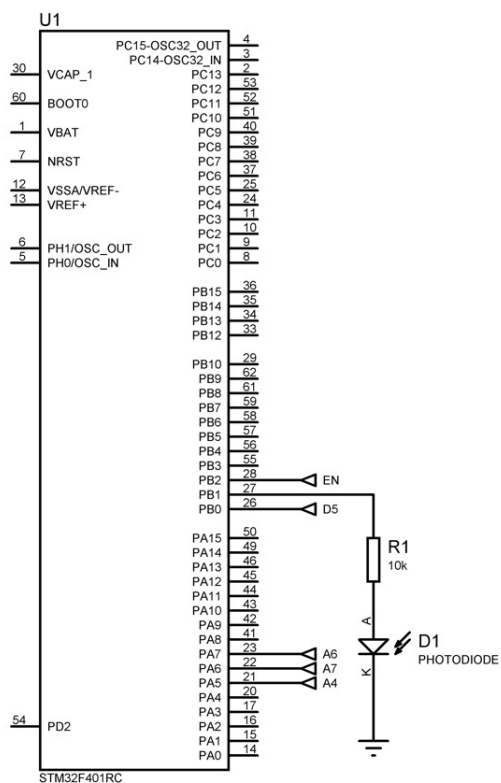 U1
PC15-OSC32_OUT 4
PC14-OSC32_IN 3
30 VCAP_1 PC13 2
PC12 53
60 BOOT0 PC11 52
PC10 51
1 VBAT PC9 40
PC8 39
7 NRST PC7 38
PC6 37
12 VSSA/VREF- PC5 25
13 VREF+ PC4 24
PC3 11
PC2 10
6 PH1/OSC_OUT PC1 9
5 PH0/OSC_IN PC0 8
PB15 36
PB14 35
PB13 34
PB12 33
PB10 29
PB9 62
PB8 61
PB7 59
PB6 58
PB5 57
PB4 56
PB3 55
PB2 28 EN
PB1 27
PB0 26 D5
PA15 50
PA14 49
PA13 46
PA12 45
PA11 44
PA10 43
PA9 42
PA8 41
PA7 23 A6
PA6 22 A7
PA5 21 A4
PA4 20
PA3 17
54 PD2 PA2 16
PA1 15
PA0 14
STM32F401RC
R1
10k
A
D1
PHOTODIODE
K